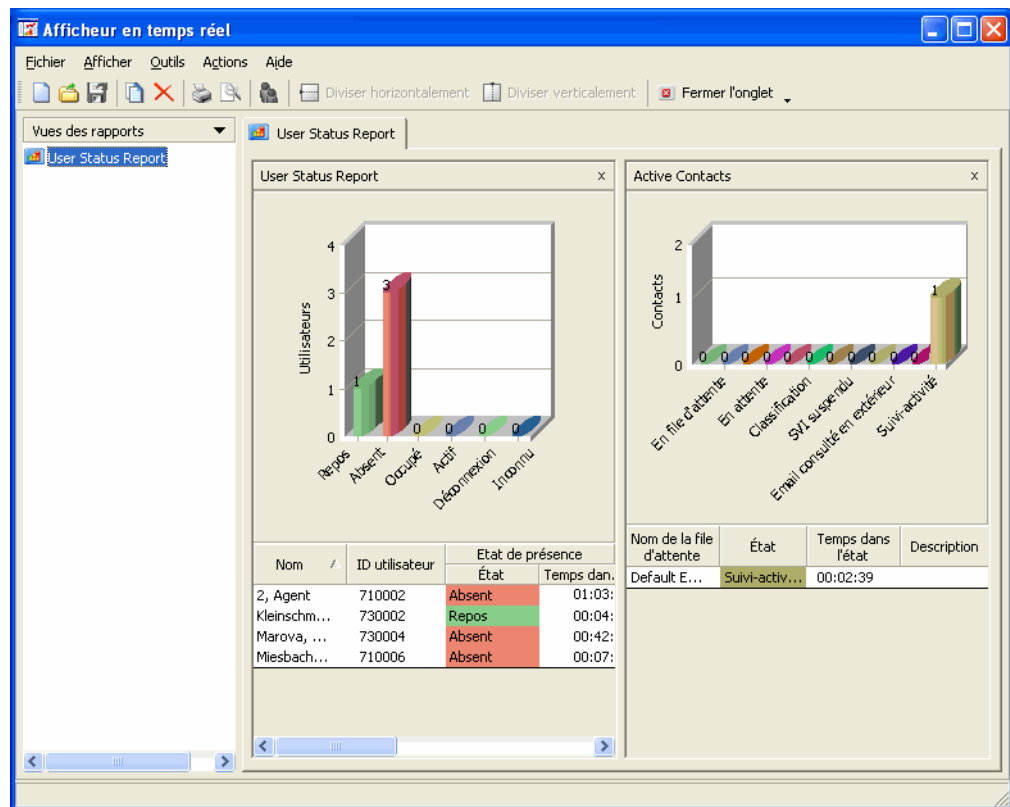 Afficheur en temps réel
Fichier Afficher Outils Actions Aide
Diviser horizontalement Diviser verticalement Fermer l'onglet
Vues des rapports
User Status Report
User Status Report
User Status Report x
4
3
2
1
0
Utilisateurs
1
3
0 0 0 0
Repos
Absent
Occupé
Actif
Déconnexion
Inconnu
Nom ID utilisateur Etat de présence
État Temps dan.
2, Agent 710002 Absent 01:03:
Kleinschm... 730002 Repos 00:04:
Marova, ... 730004 Absent 00:42:
Miesbach... 710006 Absent 00:07:
Active Contacts x
2
1
0
Contacts
0 0 0 0 0 0 0 0 0 0 0 1
En file d'attente
En attente
Classification
SVI suspendu
Email consulté en extérieur
Suivi-activité
Nom de la file d'attente État Temps dans l'état Description
Default E... Suivi-activ... 00:02:39